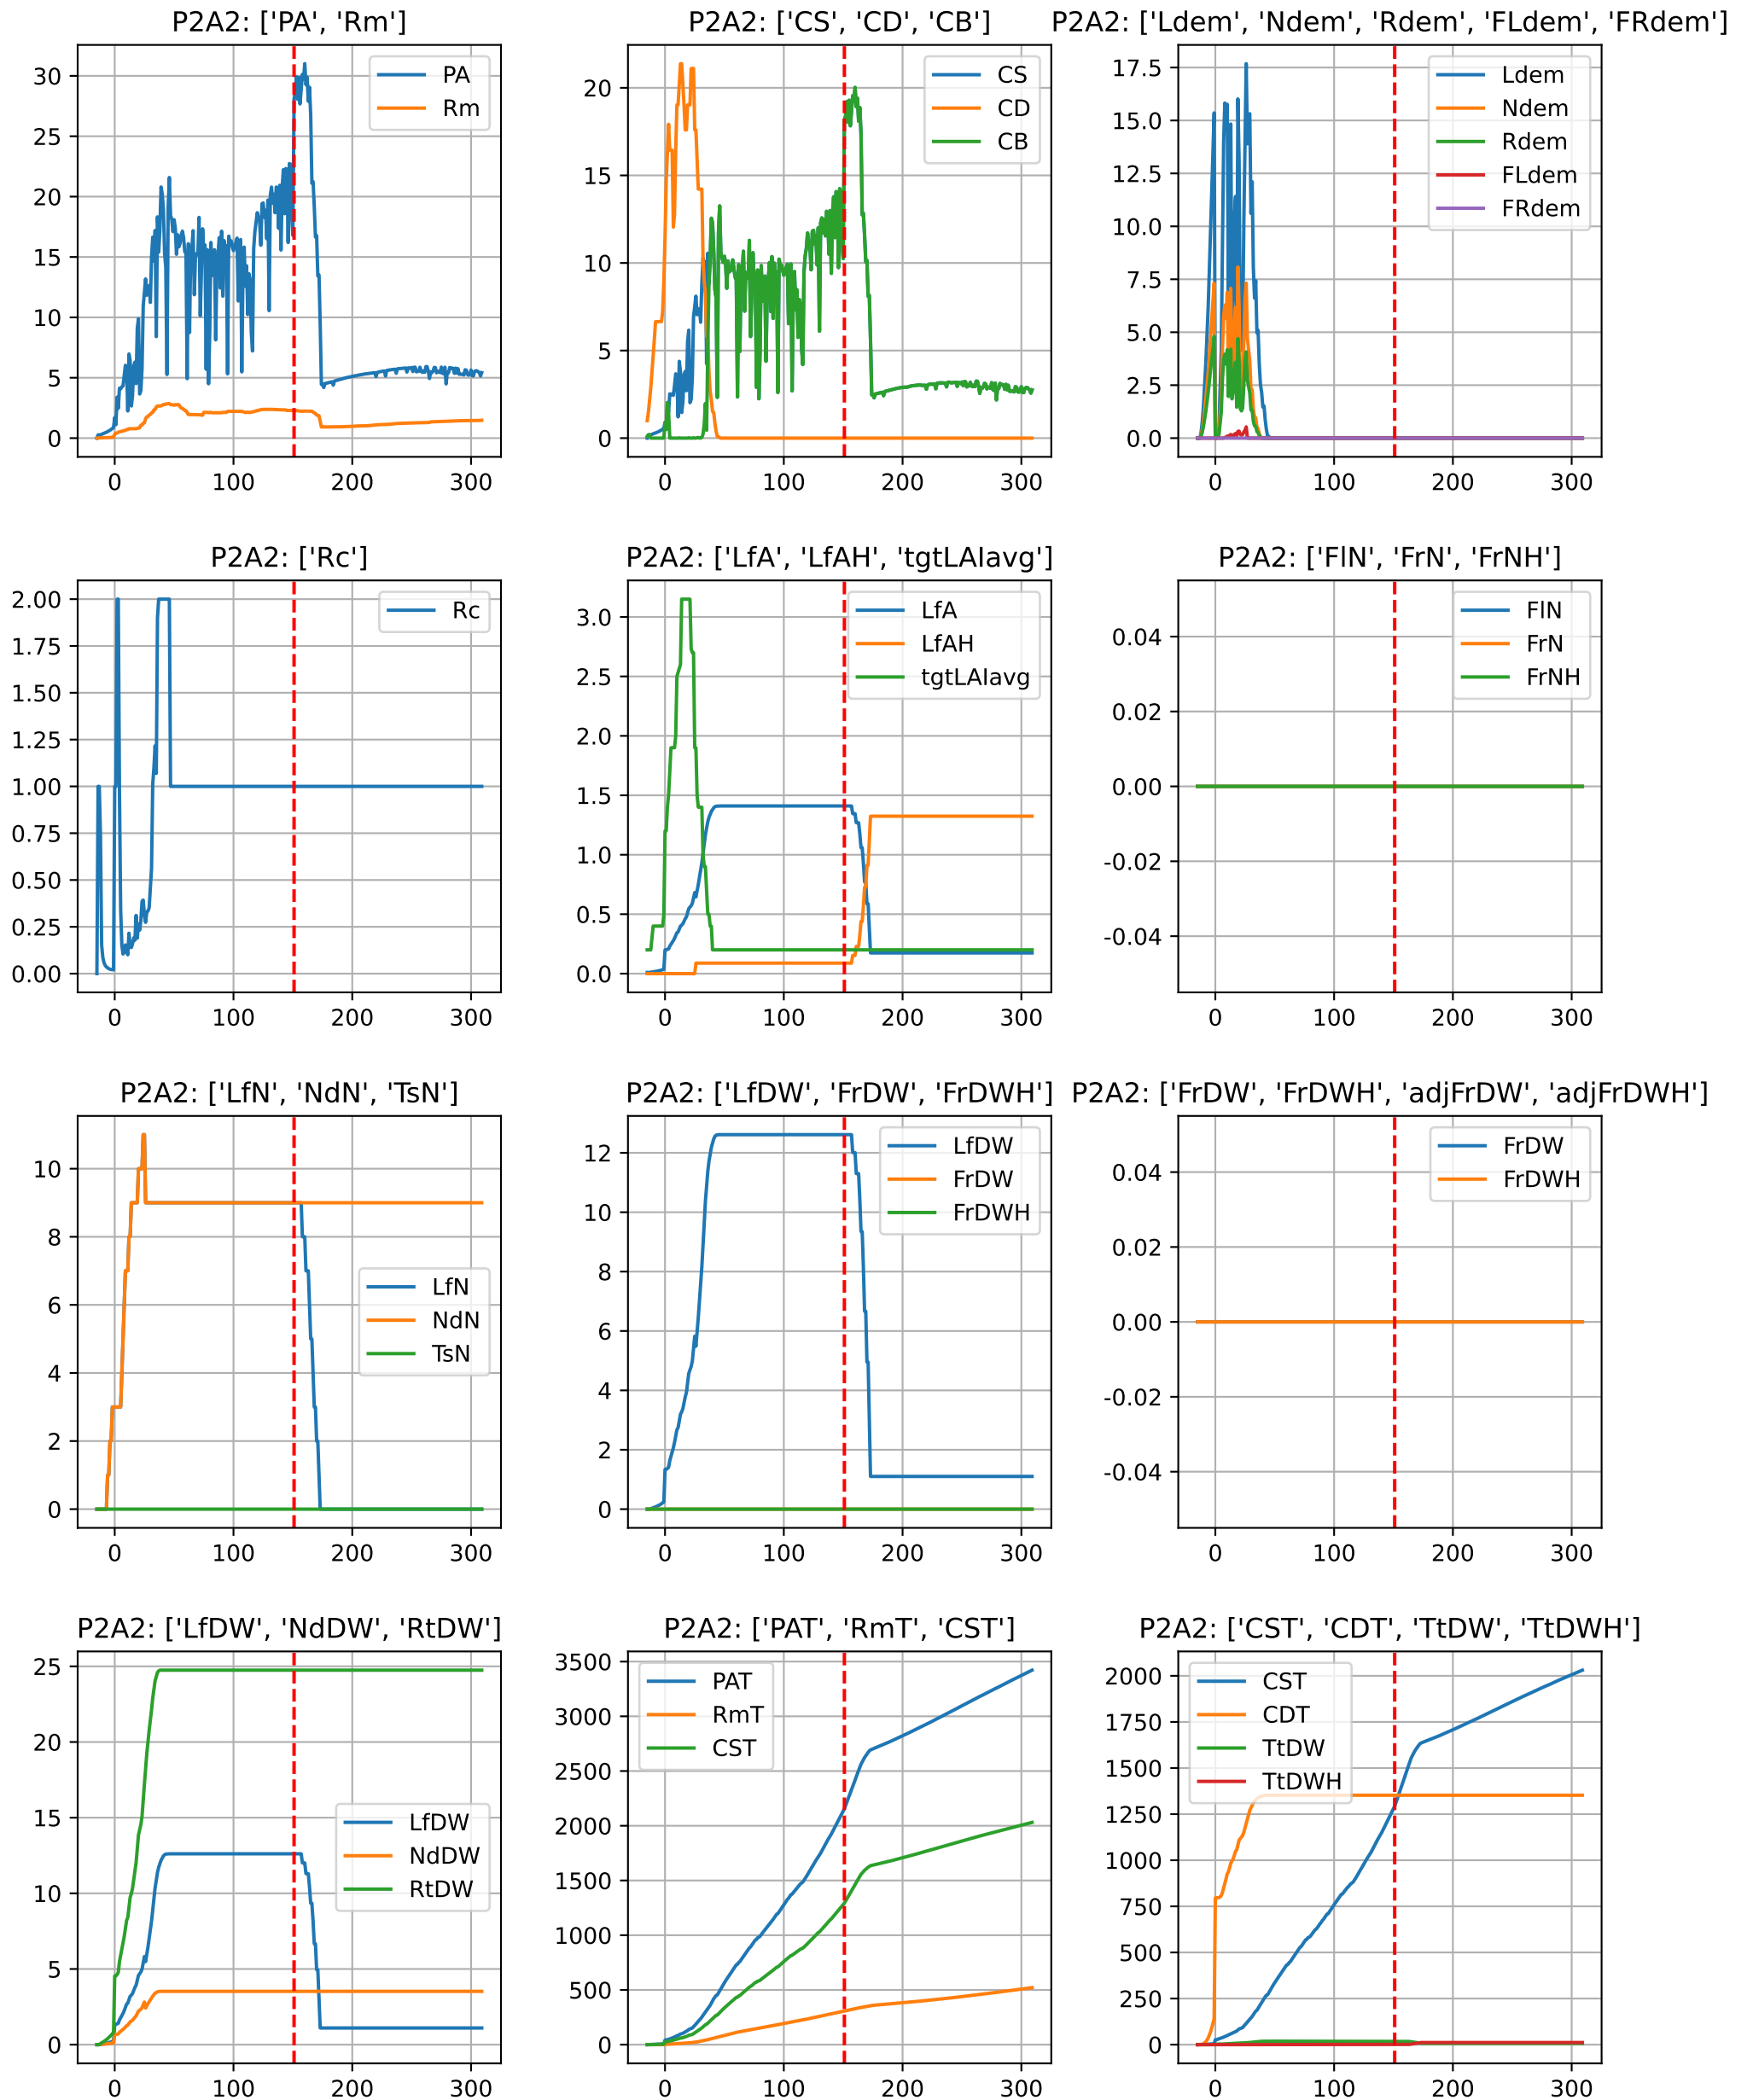 P2A2: ['PA', 'Rm']
30
25
20
15
10
5
0
0 100 200 300
PA
Rm
P2A2: ['CS', 'CD', 'CB']
20
15
10
5
0
0 100 200 300
CS
CD
CB
P2A2: ['Ldem', 'Ndem', 'Rdem', 'FLdem', 'FRdem']
17.5
15.0
12.5
10.0
7.5
5.0
2.5
0.0
0 100 200 300
Ldem
Ndem
Rdem
FLdem
FRdem
P2A2: ['Rc']
2.00
1.75
1.50
1.25
1.00
0.75
0.50
0.25
0.00
0 100 200 300
Rc
P2A2: ['LfA', 'LfAH', 'tgtLAIavg']
3.0
2.5
2.0
1.5
1.0
0.5
0.0
0 100 200 300
LfA
LfAH
tgtLAIavg
P2A2: ['FlN', 'FrN', 'FrNH']
0.04
0.02
0.00
-0.02
-0.04
0 100 200 300
FlN
FrN
FrNH
P2A2: ['LfN', 'NdN', 'TsN']
10
8
6
4
2
0
0 100 200 300
LfN
NdN
TsN
P2A2: ['LfDW', 'FrDW', 'FrDWH']
12
10
8
6
4
2
0
0 100 200 300
LfDW
FrDW
FrDWH
P2A2: ['FrDW', 'FrDWH', 'adjFrDW', 'adjFrDWH']
0.04
0.02
0.00
-0.02
-0.04
0 100 200 300
FrDW
FrDWH
P2A2: ['LfDW', 'NdDW', 'RtDW']
25
20
15
10
5
0
0 100 200 300
LfDW
NdDW
RtDW
P2A2: ['PAT', 'RmT', 'CST']
3500
3000
2500
2000
1500
1000
500
0
0 100 200 300
PAT
RmT
CST
P2A2: ['CST', 'CDT', 'TtDW', 'TtDWH']
2000
1750
1500
1250
1000
750
500
250
0
0 100 200 300
CST
CDT
TtDW
TtDWH